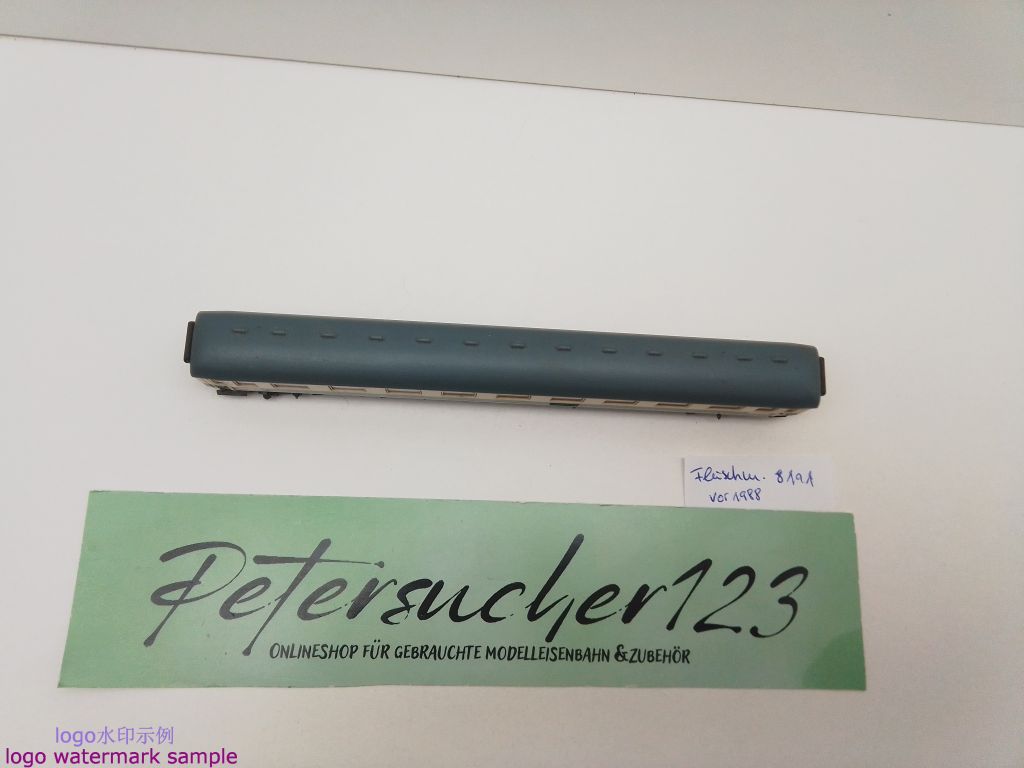 Fleischm. 8191
vor 1988
Petersucher123
ONLINESHOP FÜR GEBRAUCHTE MODELLEISENBAHN & ZUBEHÖR
logo水印示例
logo watermark sample